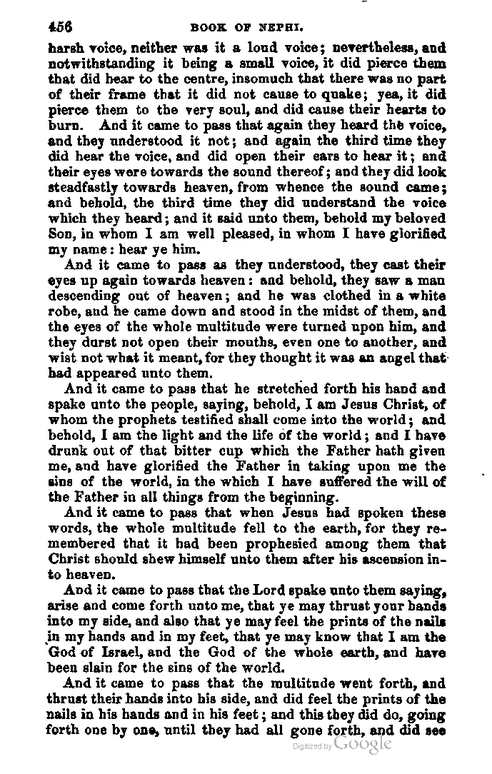 456 BOOK OF NEPHI.
harsh voice, neither was it a loud voice; nevertheless, and
notwithstanding it being a small voice, it did pierce them
that did hear to the centre, insomuch that there was no part
of their frame that it did not cause to quake; yea, it did
pierce them to the very soul, and did cause their hearts to
burn. And it came to pass that again they heard the voice,
and they understood it not; and again the third time they
did hear the voice, and did open their ears to hear it; and
their eyes were towards the sound thereof; and they did look
steadfastly towards heaven, from whence the sound came;
and behold, the third time they did understand the voice
which they heard; and it said unto them, behold my beloved
Son, in whom I am well pleased, in whom I have glorified
my name: hear ye him.
And it came to pass as they understood, they cast their
eyes up again towards heaven: and behold, they saw a man
descending out of heaven; and he was clothed in a white
robe, and he came down and stood in the midst of them, and
the eyes of the whole multitude were turned upon him, and
they durst not open their mouths, even one to another, and
wist not what it meant, for they thought it was an angel that
had appeared unto them.
And it came to pass that he stretched forth his hand and
spake unto the people, saying, behold, I am Jesus Christ, of
whom the prophets testified shall come into the world; and
behold, I am the light and the life of the world; and I have
drunk out of that bitter cup which the Father hath given
me, and have glorified the Father in taking upon me the
sins of the world, in the which I have suffered the will of
the Father in all things from the beginning.
And it came to pass that when Jesus had spoken these
words, the whole multitude fell to the earth, for they re-
membered that it had been prophesied among them that
Christ should shew himself unto them after his ascension in-
to heaven.
And it came to pass that the Lord spake unto them saying,
arise and come forth unto me, that ye may thrust your hands
into my side, and also that ye may feel the prints of the nails
in my hands and in my feet, that ye may know that I am the
God of Israel, and the God of the whole earth, and have
been slain for the sins of the world.
And it came to pass that the multitude went forth, and
thrust their hands into his side, and did feel the prints of the
nails in his hands and in his feet; and this they did do, going
forth one by one, until they had all gone forth, and did see
Digitized by Google